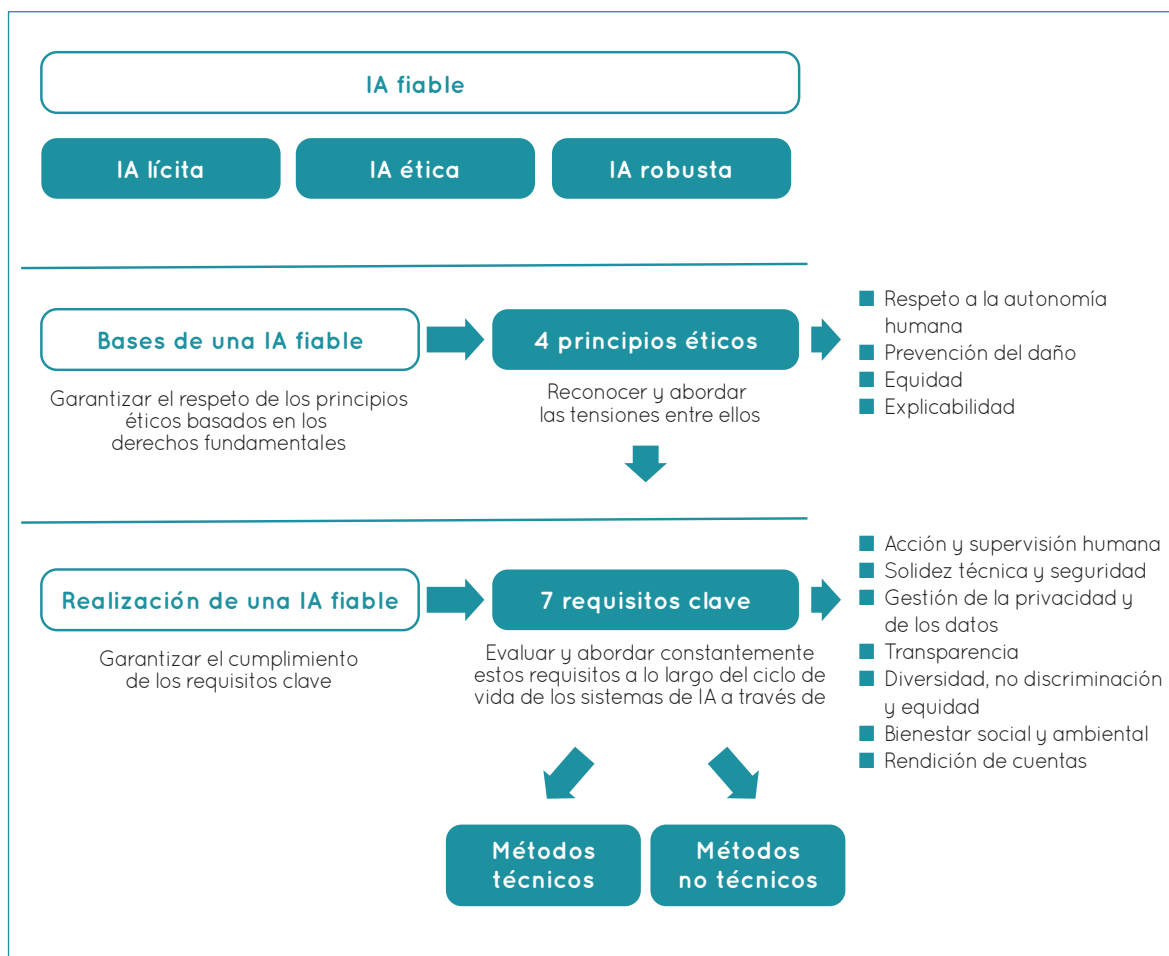 IA fiable
IA lícita
IA ética
IA robusta
Bases de una IA fiable
Garantizar el respeto de los principios
éticos basados en los
derechos fundamentales
4 principios éticos
Reconocer y abordar
las tensiones entre ellos
Respeto a la autonomía
humana
Prevención del daño
Equidad
Explicabilidad
Realización de una IA fiable
Garantizar el cumplimiento
de los requisitos clave
7 requisitos clave
Evaluar y abordar constantemente
estos requisitos a lo largo del ciclo de
vida de los sistemas de IA a través de
Acción y supervisión humana
Solidez técnica y seguridad
Gestión de la privacidad y
de los datos
Transparencia
Diversidad, no discriminación
y equidad
Bienestar social y ambiental
Rendición de cuentas
Métodos
técnicos
Métodos
no técnicos